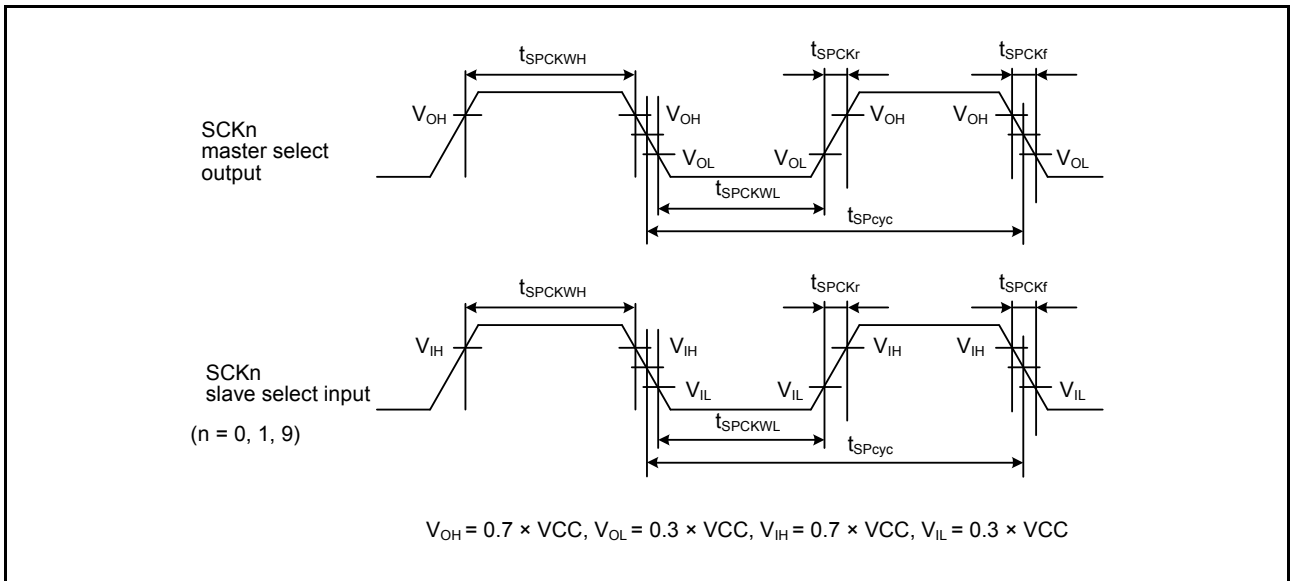 tSPCKWH
tSPCKr
tSPCKf
VOH
VOH
VOH
VOH
SCKn
master select
output
VOL
VOL
VOL
tSPCKWL
tSPcyc
tSPCKWH
tSPCKr
tSPCKf
VIH
VIH
VIH
VIH
SCKn
slave select input
VIL
VIL
VIL
(n = 0, 1, 9)
tSPCKWL
tSPcyc
VOH = 0.7 × VCC, VOL = 0.3 × VCC, VIH = 0.7 × VCC, VIL = 0.3 × VCC